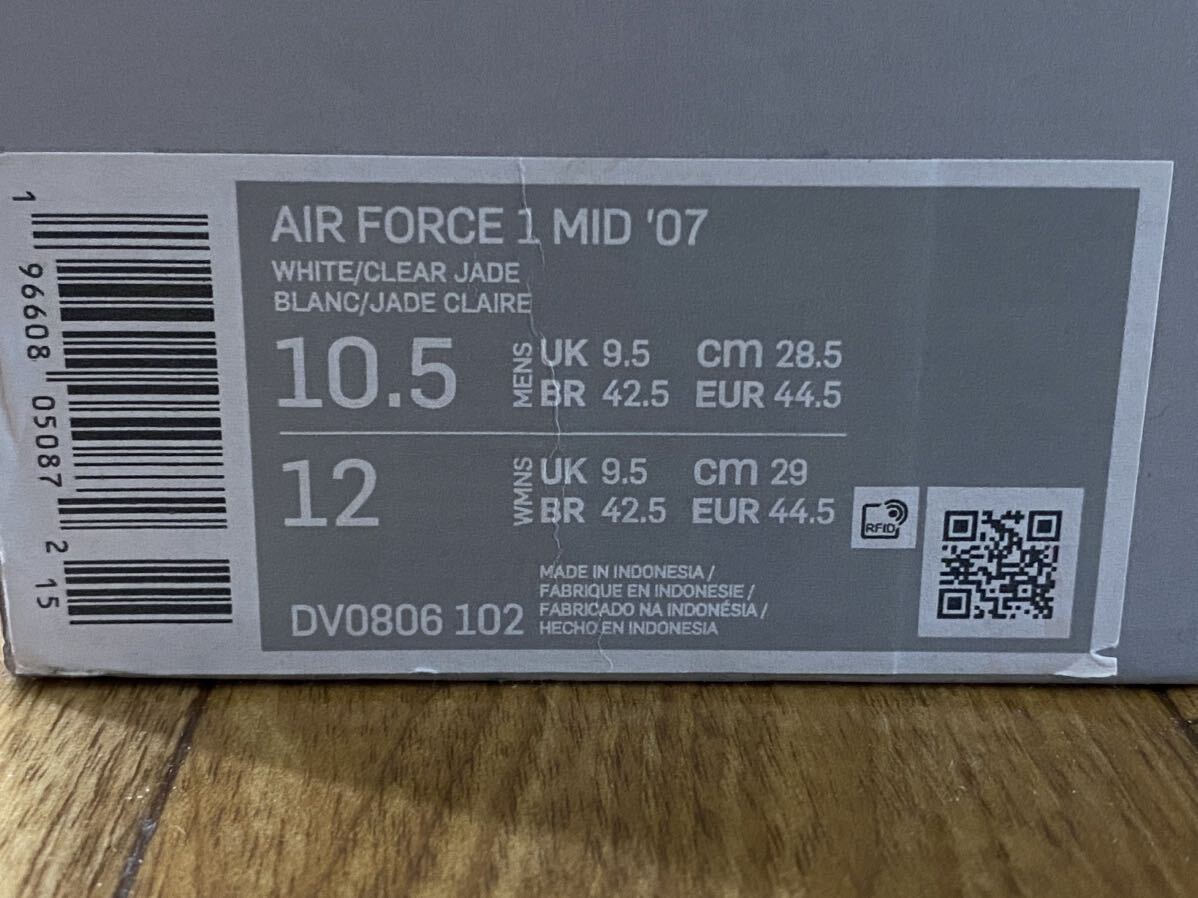 AIR FORCE 1 MID '07
WHITE/CLEAR JADE
BLANC/JADE CLAIRE
10.5 MENS UK 9.5 cm 28.5
BR 42.5 EUR 44.5
12 WMNS UK 9.5 cm 29
BR 42.5 EUR 44.5
MADE IN INDONESIA /
FABRIQUE EN INDONESIE /
FABRICADO NA INDONÉSIA /
HECHO EN INDONESIA
DV0806 102
RFID
1 96608 05087 2 15